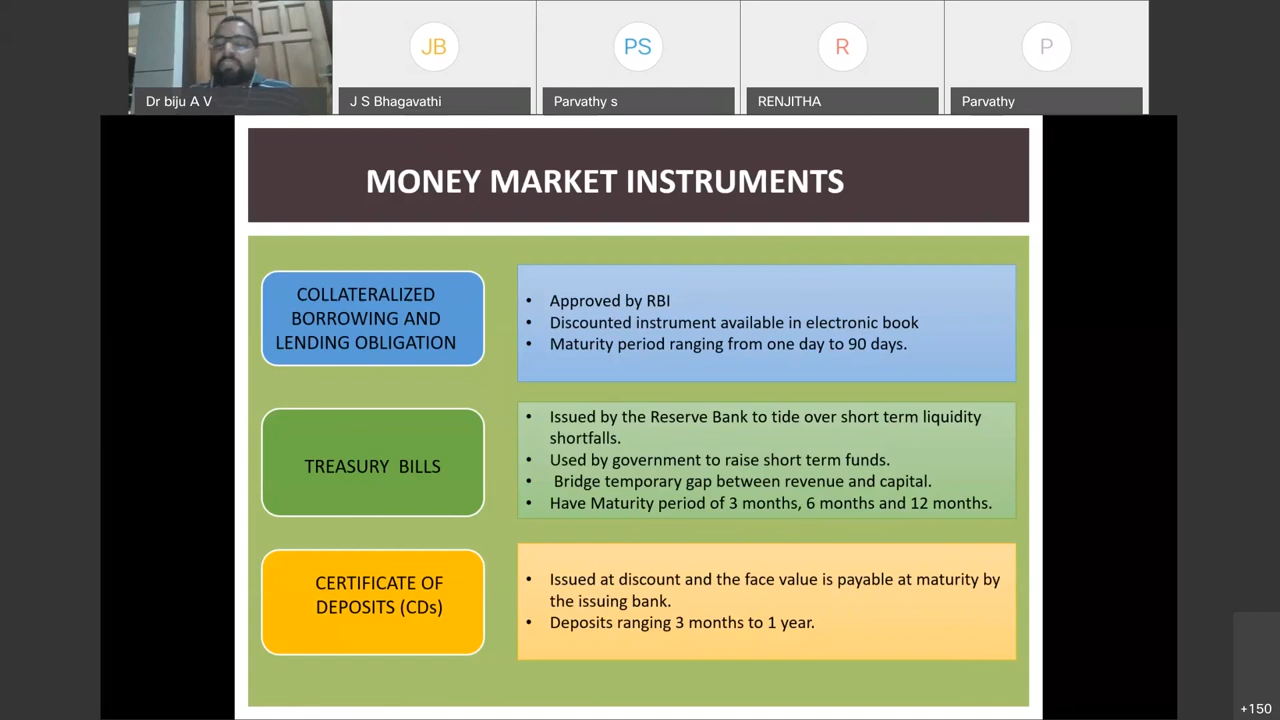 JB
PS
R
P
Dr biju A V
J S Bhagavathi
Parvathy s
RENJITHA
Parvathy
MONEY MARKET INSTRUMENTS
COLLATERALIZED
BORROWING AND
LENDING OBLIGATION
• Approved by RBI
• Discounted instrument available in electronic book
• Maturity period ranging from one day to 90 days.
TREASURY BILLS
• Issued by the Reserve Bank to tide over short term liquidity
shortfalls.
• Used by government to raise short term funds.
• Bridge temporary gap between revenue and capital.
• Have Maturity period of 3 months, 6 months and 12 months.
CERTIFICATE OF
DEPOSITS (CDs)
• Issued at discount and the face value is payable at maturity by
the issuing bank.
• Deposits ranging 3 months to 1 year.
+150